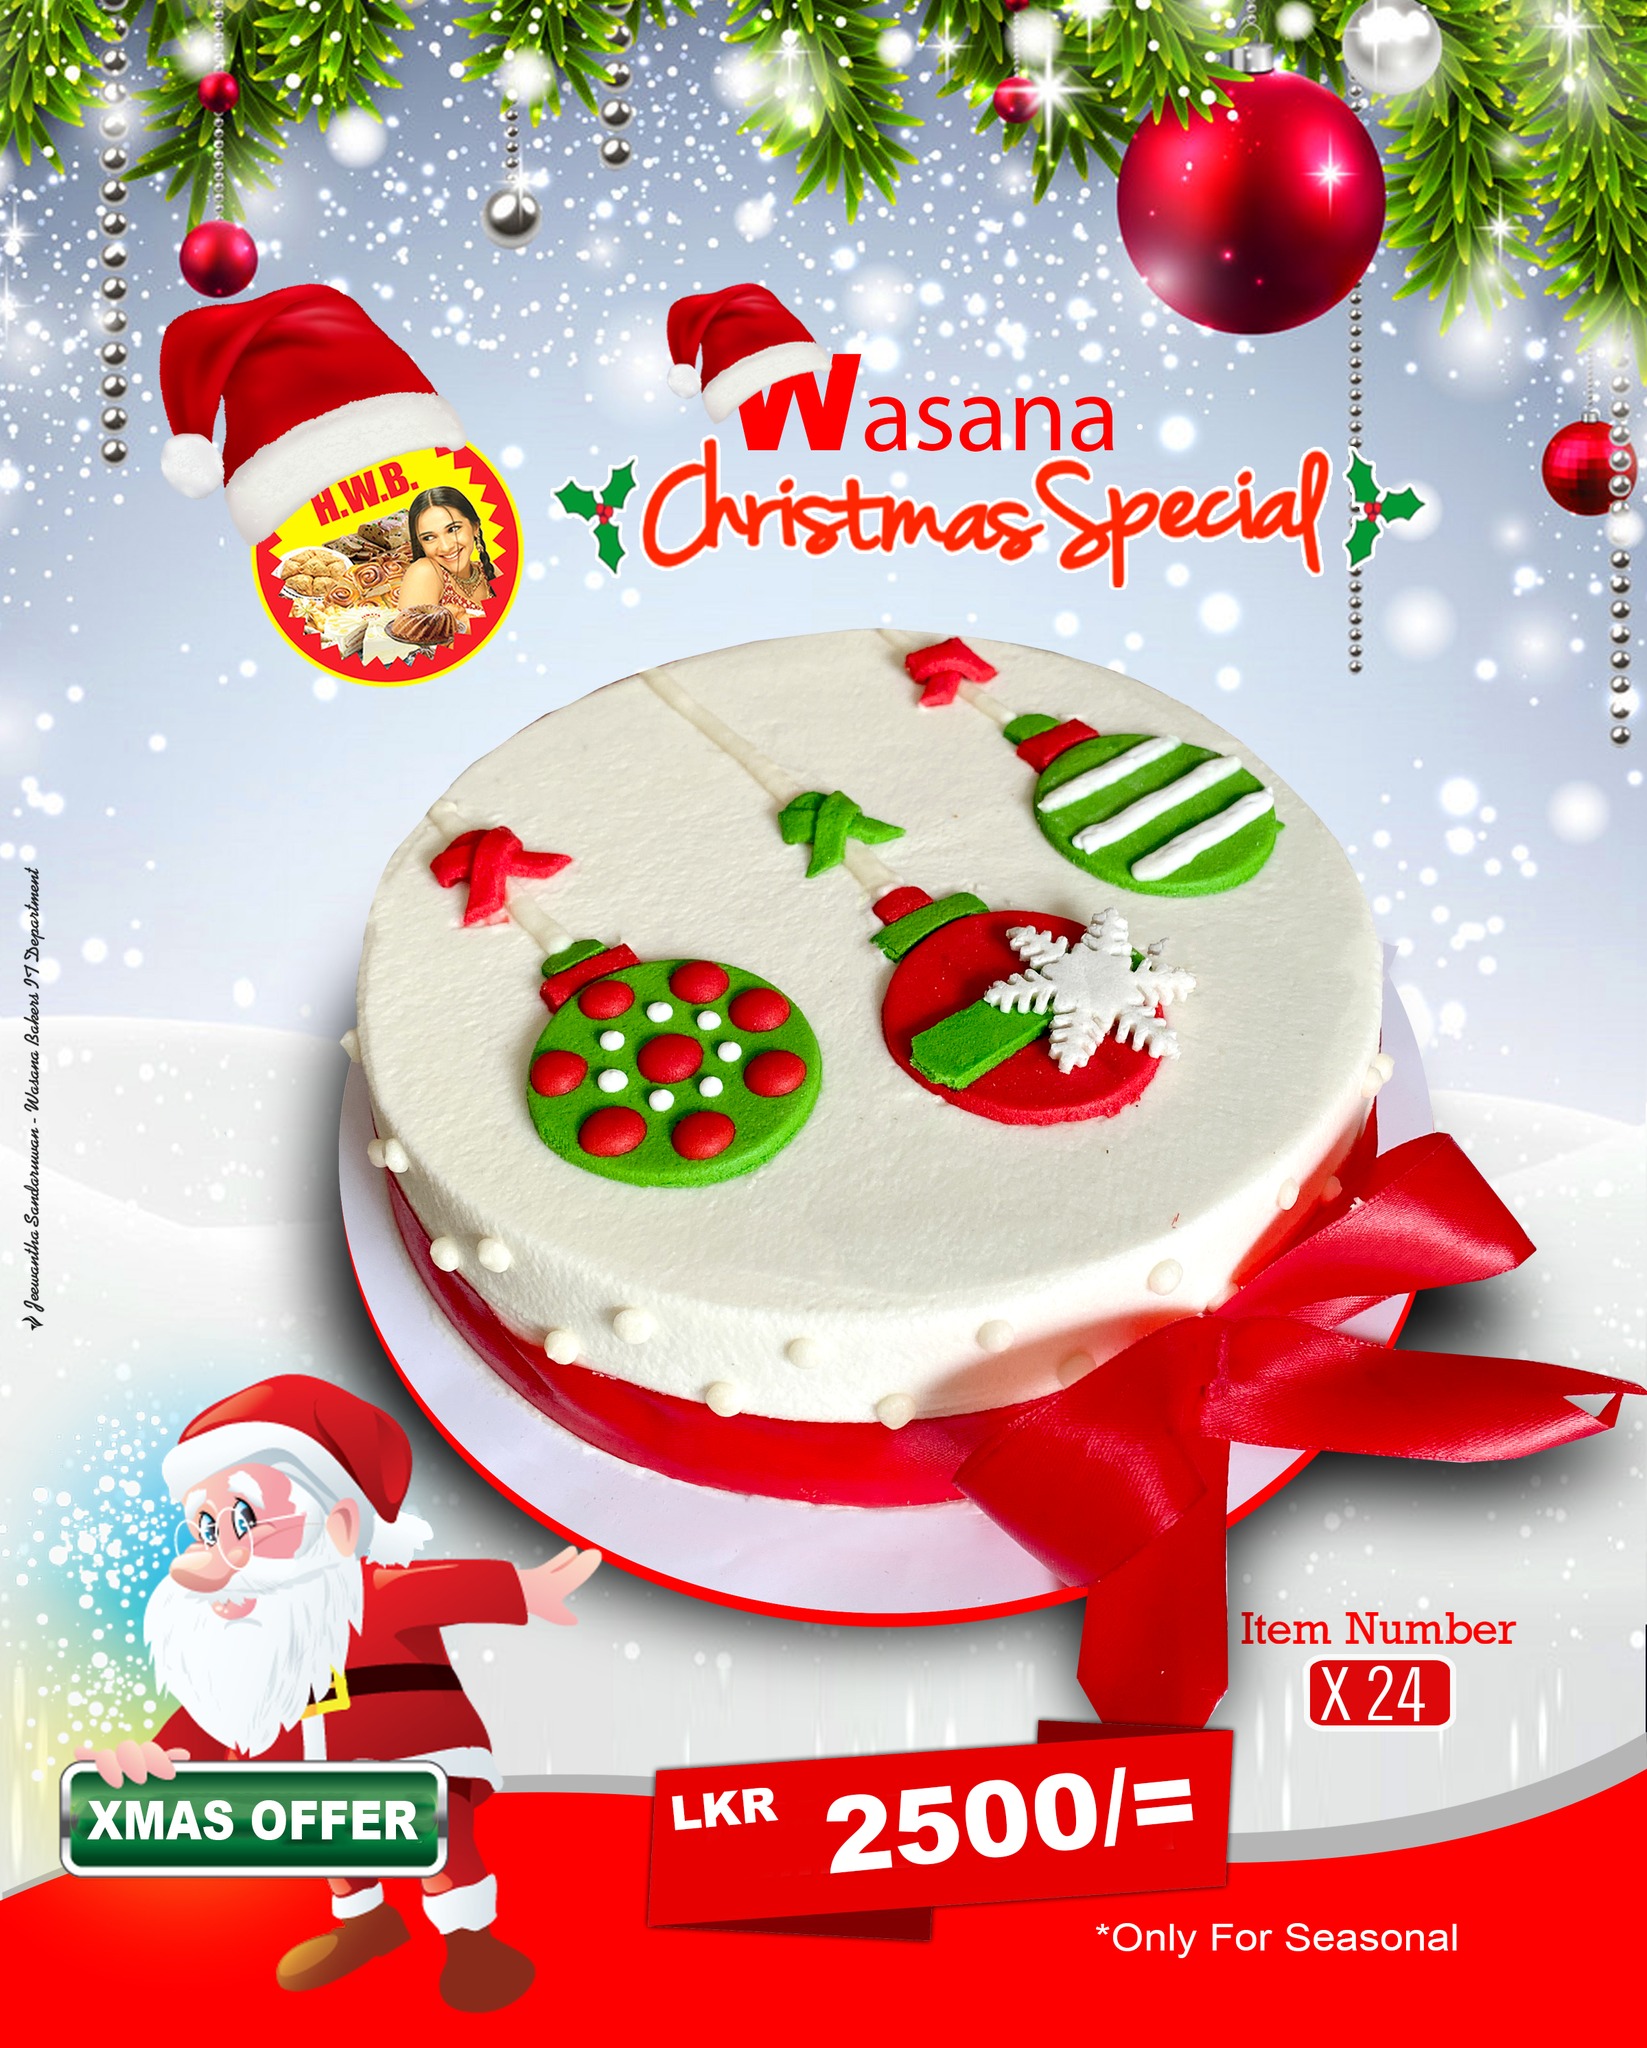 H.W.B.
Wasana
Christmas Special
Jeewantha Sandaruwan - Wasana Bakers IT Department
Item Number
X 24
XMAS OFFER
LKR 2500/=
*Only For Seasonal